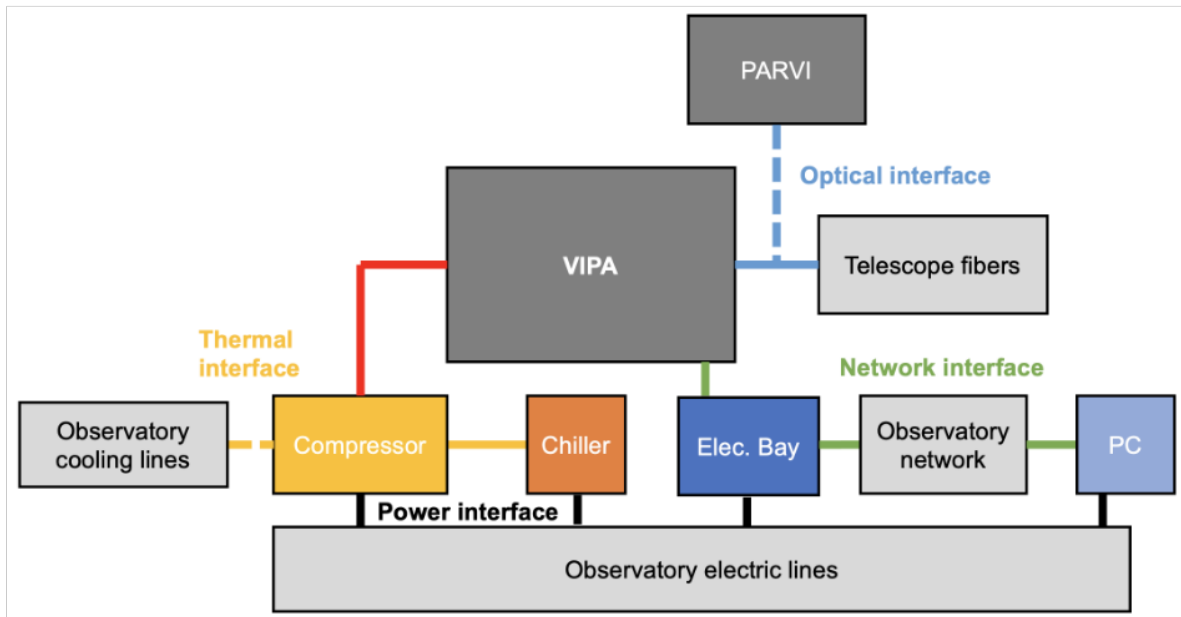 PARVI
Optical interface
VIPA
Telescope fibers
Thermal
interface
Network interface
Observatory
cooling lines
Compressor
Chiller
Elec. Bay
Observatory
network
PC
Power interface
Observatory electric lines